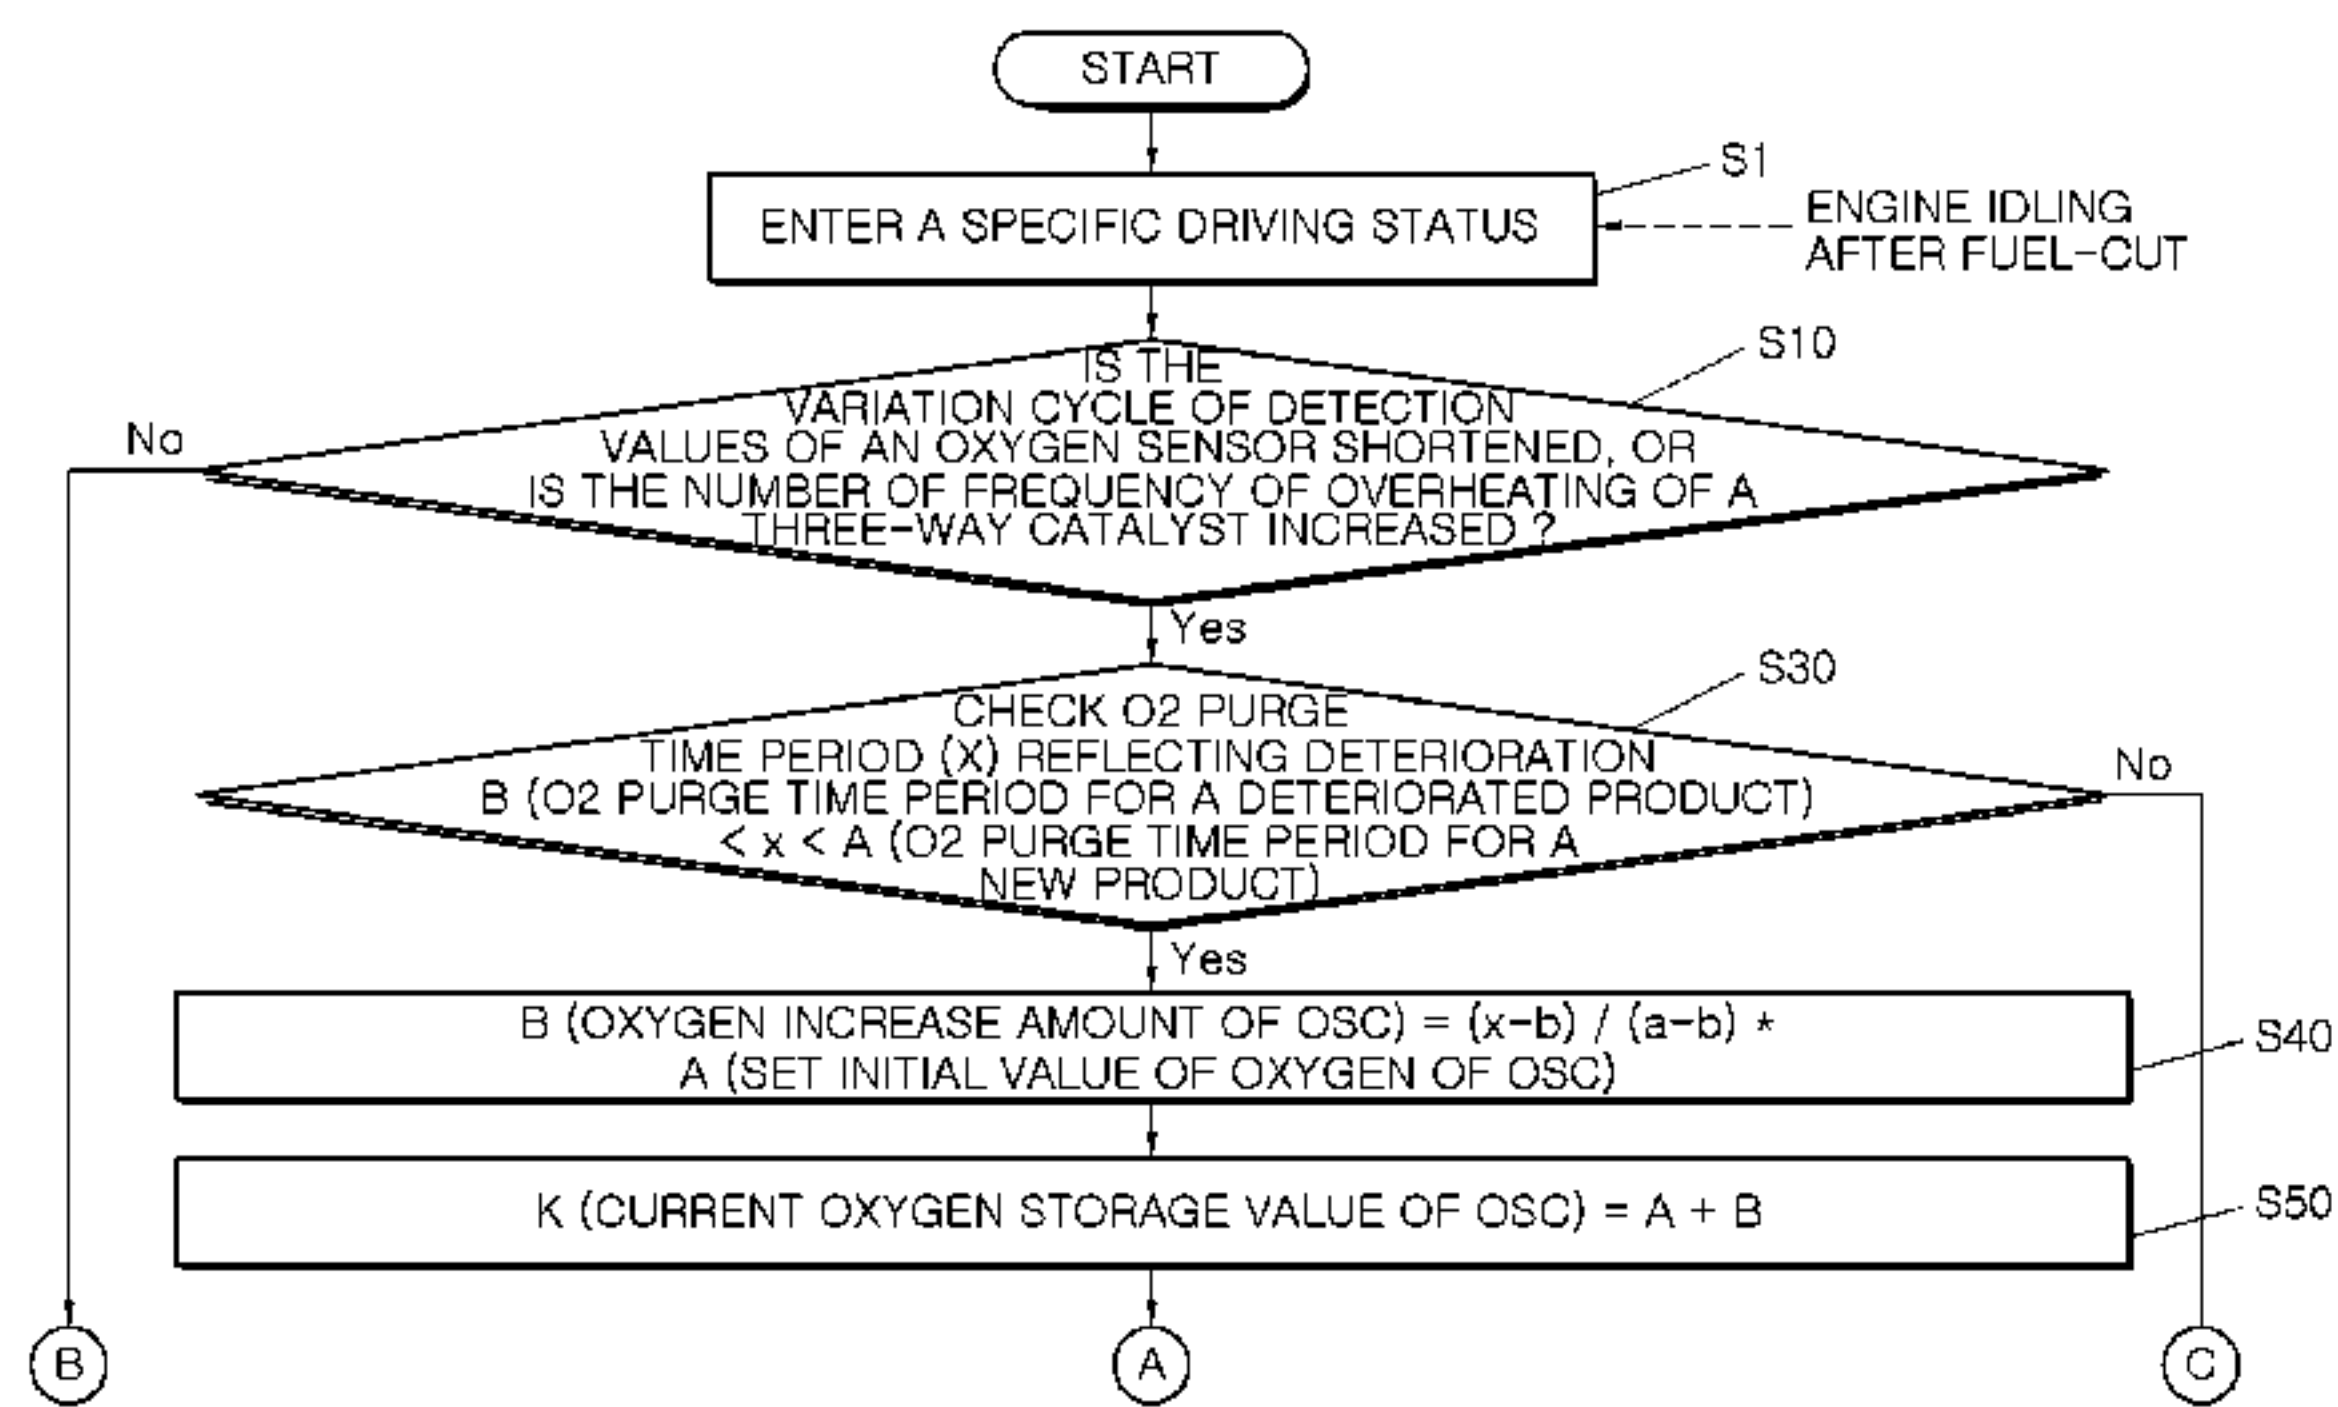 START
S1
ENTER A SPECIFIC DRIVING STATUS
ENGINE IDLING
AFTER FUEL-CUT
S10
IS THE
VARIATION CYCLE OF DETECTION
No
VALUES OF AN OXYGEN SENSOR SHORTENED, OR
IS THE NUMBER OF FREQUENCY OF OVERHEATING OF A
THREE-WAY CATALYST INCREASED ?
Yes
S30
CHECK O2 PURGE
TIME PERIOD (X) REFLECTING DETERIORATION
No
B (O2 PURGE TIME PERIOD FOR A DETERIORATED PRODUCT)
< x < A (O2 PURGE TIME PERIOD FOR A
NEW PRODUCT)
Yes
B (OXYGEN INCREASE AMOUNT OF OSC) = (x-b) / (a-b) *
A (SET INITIAL VALUE OF OXYGEN OF OSC)
S40
K (CURRENT OXYGEN STORAGE VALUE OF OSC) = A + B
S50
B
A
C